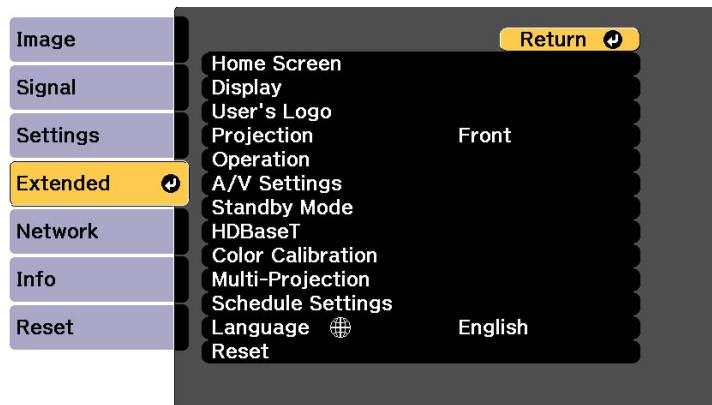 Image
Signal
Settings
Extended
Network
Info
Reset
Return
Home Screen
Display
User's Logo
Projection Front
Operation
A/V Settings
Standby Mode
HDBaseT
Color Calibration
Multi-Projection
Schedule Settings
Language English
Reset